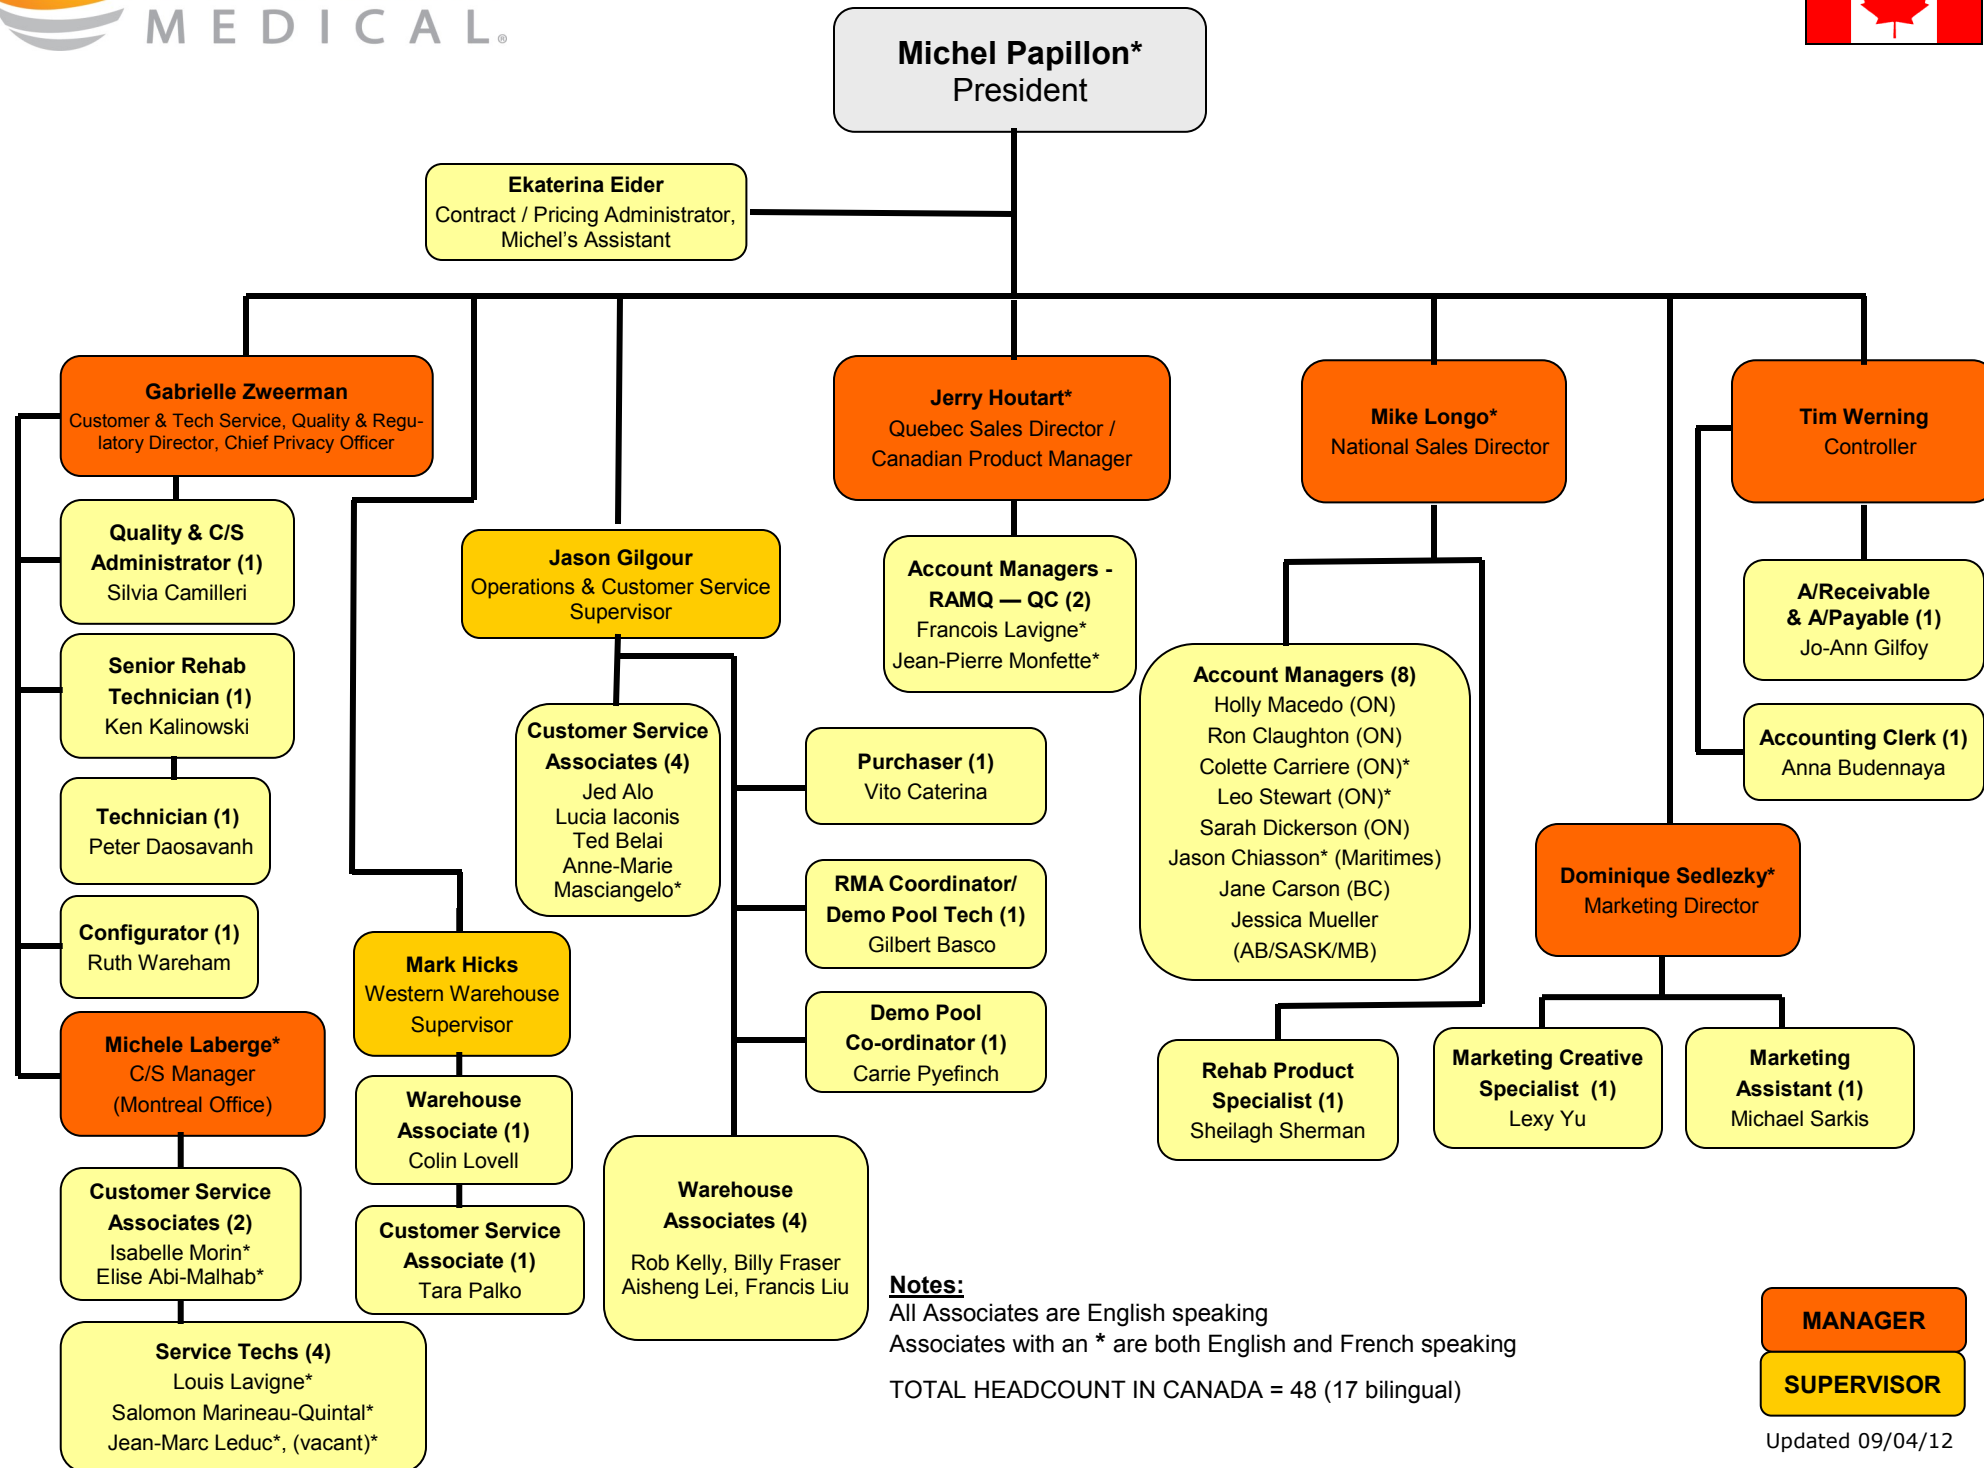 MEDICAL®
Michel Papillon*
President
Ekaterina Eider
Contract / Pricing Administrator,
Michel's Assistant
Gabrielle Zweerman
Customer & Tech Service, Quality & Regu-
latory Director, Chief Privacy Officer
Quality & C/S
Administrator (1)
Silvia Camilleri
Senior Rehab
Technician (1)
Ken Kalinowski
Technician (1)
Peter Daosavanh
Configurator (1)
Ruth Wareham
Michele Laberge*
C/S Manager
(Montreal Office)
Customer Service
Associates (2)
Isabelle Morin*
Elise Abi-Malhab*
Service Techs (4)
Louis Lavigne*
Salomon Marineau-Quintal*
Jean-Marc Leduc*, (vacant)*
Mark Hicks
Western Warehouse
Supervisor
Warehouse
Associate (1)
Colin Lovell
Customer Service
Associate (1)
Tara Palko
Jason Gilgour
Operations & Customer Service
Supervisor
Customer Service
Associates (4)
Jed Alo
Lucia Iaconis
Ted Belai
Anne-Marie
Masciangelo*
Purchaser (1)
Vito Caterina
RMA Coordinator/
Demo Pool Tech (1)
Gilbert Basco
Demo Pool
Co-ordinator (1)
Carrie Pyefinch
Warehouse
Associates (4)
Rob Kelly, Billy Fraser
Aisheng Lei, Francis Liu
Jerry Houtart*
Quebec Sales Director /
Canadian Product Manager
Account Managers -
RAMQ — QC (2)
Francois Lavigne*
Jean-Pierre Monfette*
Mike Longo*
National Sales Director
Account Managers (8)
Holly Macedo (ON)
Ron Claughton (ON)
Colette Carriere (ON)*
Leo Stewart (ON)*
Sarah Dickerson (ON)
Jason Chiasson* (Maritimes)
Jane Carson (BC)
Jessica Mueller
(AB/SASK/MB)
Rehab Product
Specialist (1)
Sheilagh Sherman
Dominique Sedlezky*
Marketing Director
Marketing Creative
Specialist (1)
Lexy Yu
Marketing
Assistant (1)
Michael Sarkis
Tim Werning
Controller
A/Receivable
& A/Payable (1)
Jo-Ann Gilfoy
Accounting Clerk (1)
Anna Budennaya
Notes:
All Associates are English speaking
Associates with an * are both English and French speaking
TOTAL HEADCOUNT IN CANADA = 48 (17 bilingual)
MANAGER
SUPERVISOR
Updated 09/04/12